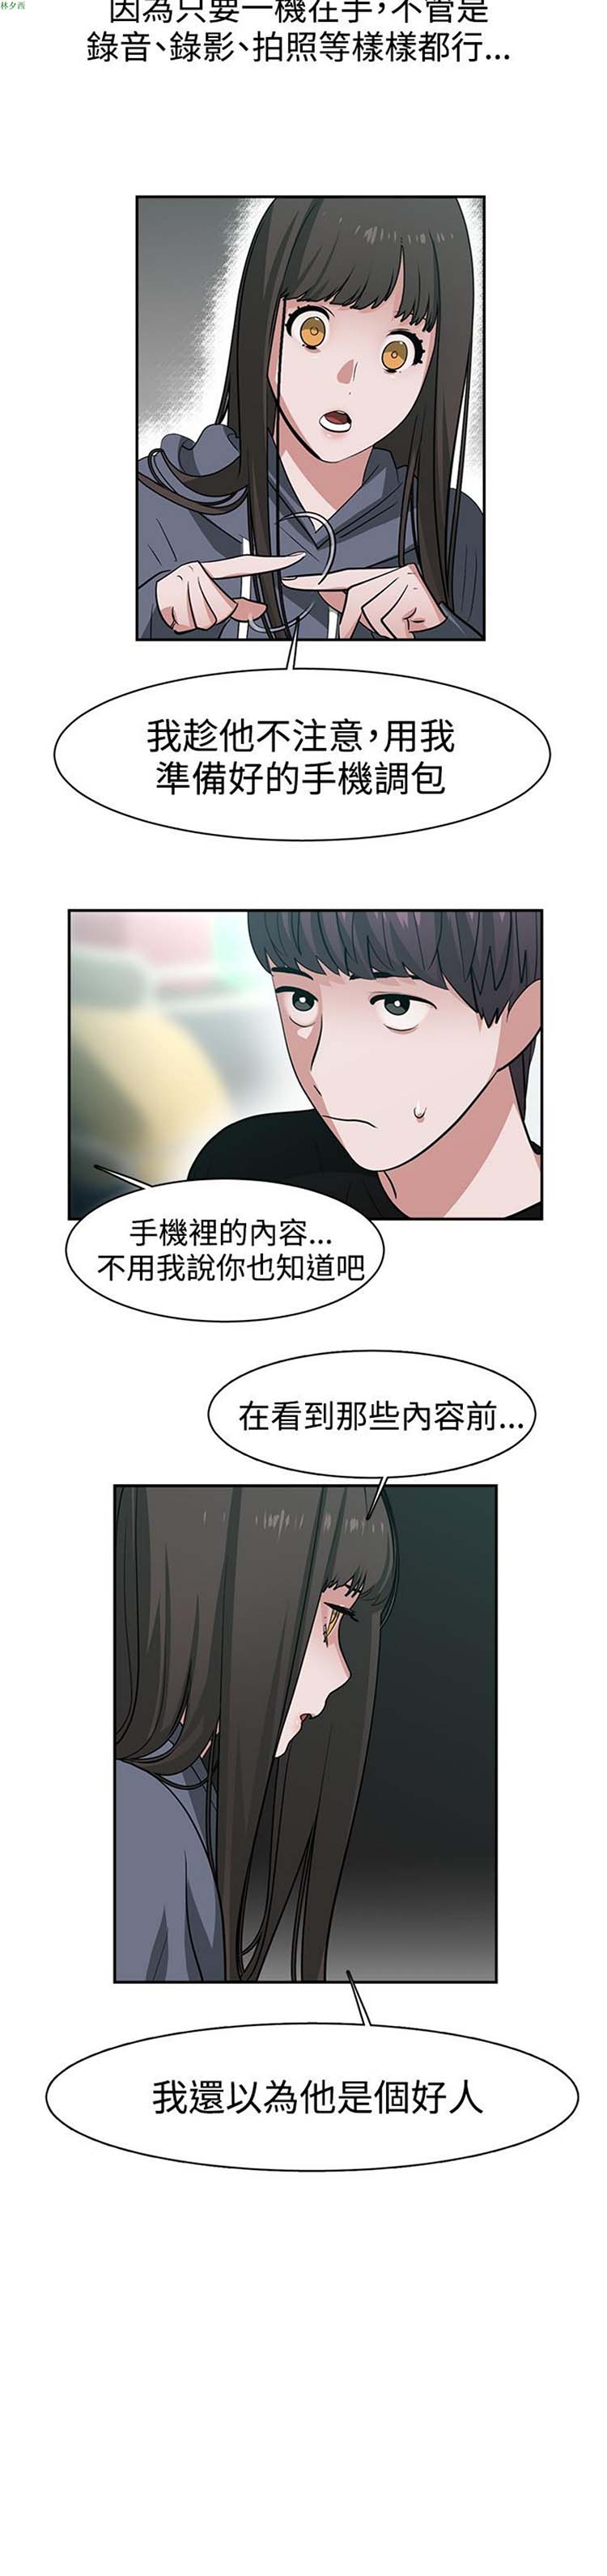 林夕西
因為只要一機在手,不管是
錄音、錄影、拍照等樣樣都行...
我趁他不注意,用我
準備好的手機調包
手機裡的內容...
不用我說你也知道吧
在看到那些內容前...
我還以為他是個好人